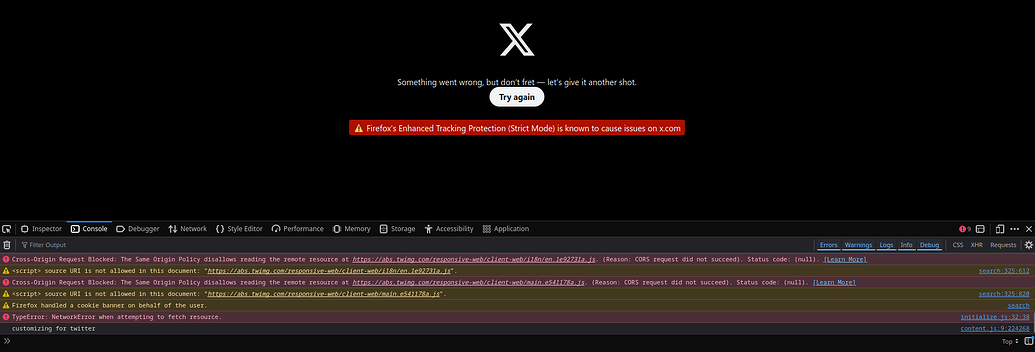 Something went wrong, but don't fret — let's give it another shot.
Try again
Firefox's Enhanced Tracking Protection (Strict Mode) is known to cause issues on x.com
Inspector Console Debugger Network Style Editor Performance Memory Storage Accessibility Application 9
Filter Output Errors Warnings Logs Info Debug CSS XHR Requests
Cross-Origin Request Blocked: The Same Origin Policy disallows reading the remote resource at https://abs.twimg.com/responsive-web/client-web/i18n/en.1e92731a.js. (Reason: CORS request did not succeed). Status code: (null). [Learn More]
<script> source URI is not allowed in this document: "https://abs.twimg.com/responsive-web/client-web/i18n/en.1e92731a.js". search:325:612
Cross-Origin Request Blocked: The Same Origin Policy disallows reading the remote resource at https://abs.twimg.com/responsive-web/client-web/main.e541178a.js. (Reason: CORS request did not succeed). Status code: (null). [Learn More]
<script> source URI is not allowed in this document: "https://abs.twimg.com/responsive-web/client-web/main.e541178a.js". search:325:820
Firefox handled a cookie banner on behalf of the user. search
TypeError: NetworkError when attempting to fetch resource. initialize.js:32:38
customizing for twitter content.js:9:224268
Top